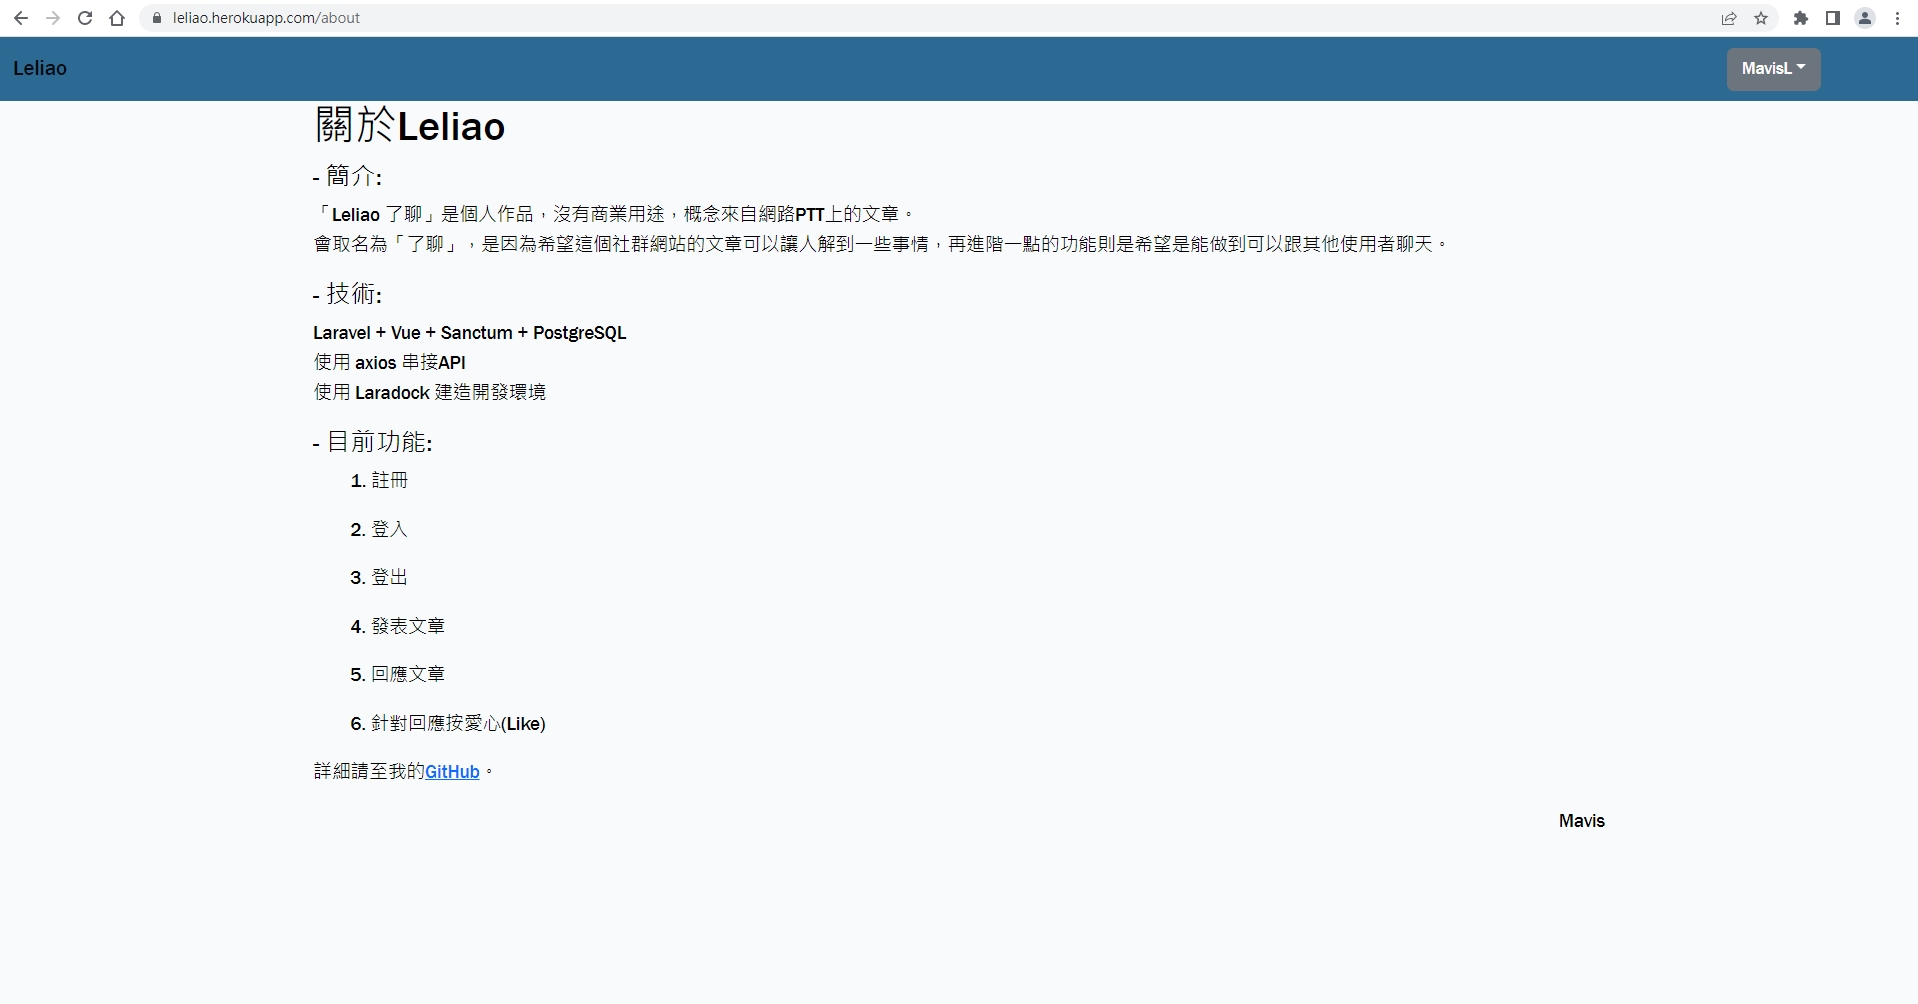 leliao.herokuapp.com/about
Leliao
MavisL
關於Leliao
- 簡介:
「Leliao 了聊」是個人作品，沒有商業用途，概念來自網路PTT上的文章。
會取名為「了聊」，是因為希望這個社群網站的文章可以讓人解到一些事情，再進階一點的功能則是希望是能做到可以跟其他使用者聊天。
- 技術:
Laravel + Vue + Sanctum + PostgreSQL
使用 axios 串接API
使用 Laradock 建造開發環境
- 目前功能:
1. 註冊
2. 登入
3. 登出
4. 發表文章
5. 回應文章
6. 針對回應按愛心(Like)
詳細請至我的GitHub。
Mavis